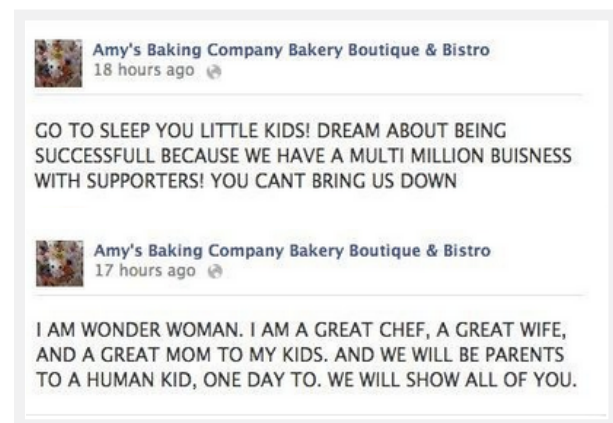 Amy's Baking Company Bakery Boutique & Bistro
18 hours ago
GO TO SLEEP YOU LITTLE KIDS! DREAM ABOUT BEING
SUCCESSFULL BECAUSE WE HAVE A MULTI MILLION BUISNESS
WITH SUPPORTERS! YOU CANT BRING US DOWN
Amy's Baking Company Bakery Boutique & Bistro
17 hours ago
I AM WONDER WOMAN. I AM A GREAT CHEF, A GREAT WIFE,
AND A GREAT MOM TO MY KIDS. AND WE WILL BE PARENTS
TO A HUMAN KID, ONE DAY TO. WE WILL SHOW ALL OF YOU.